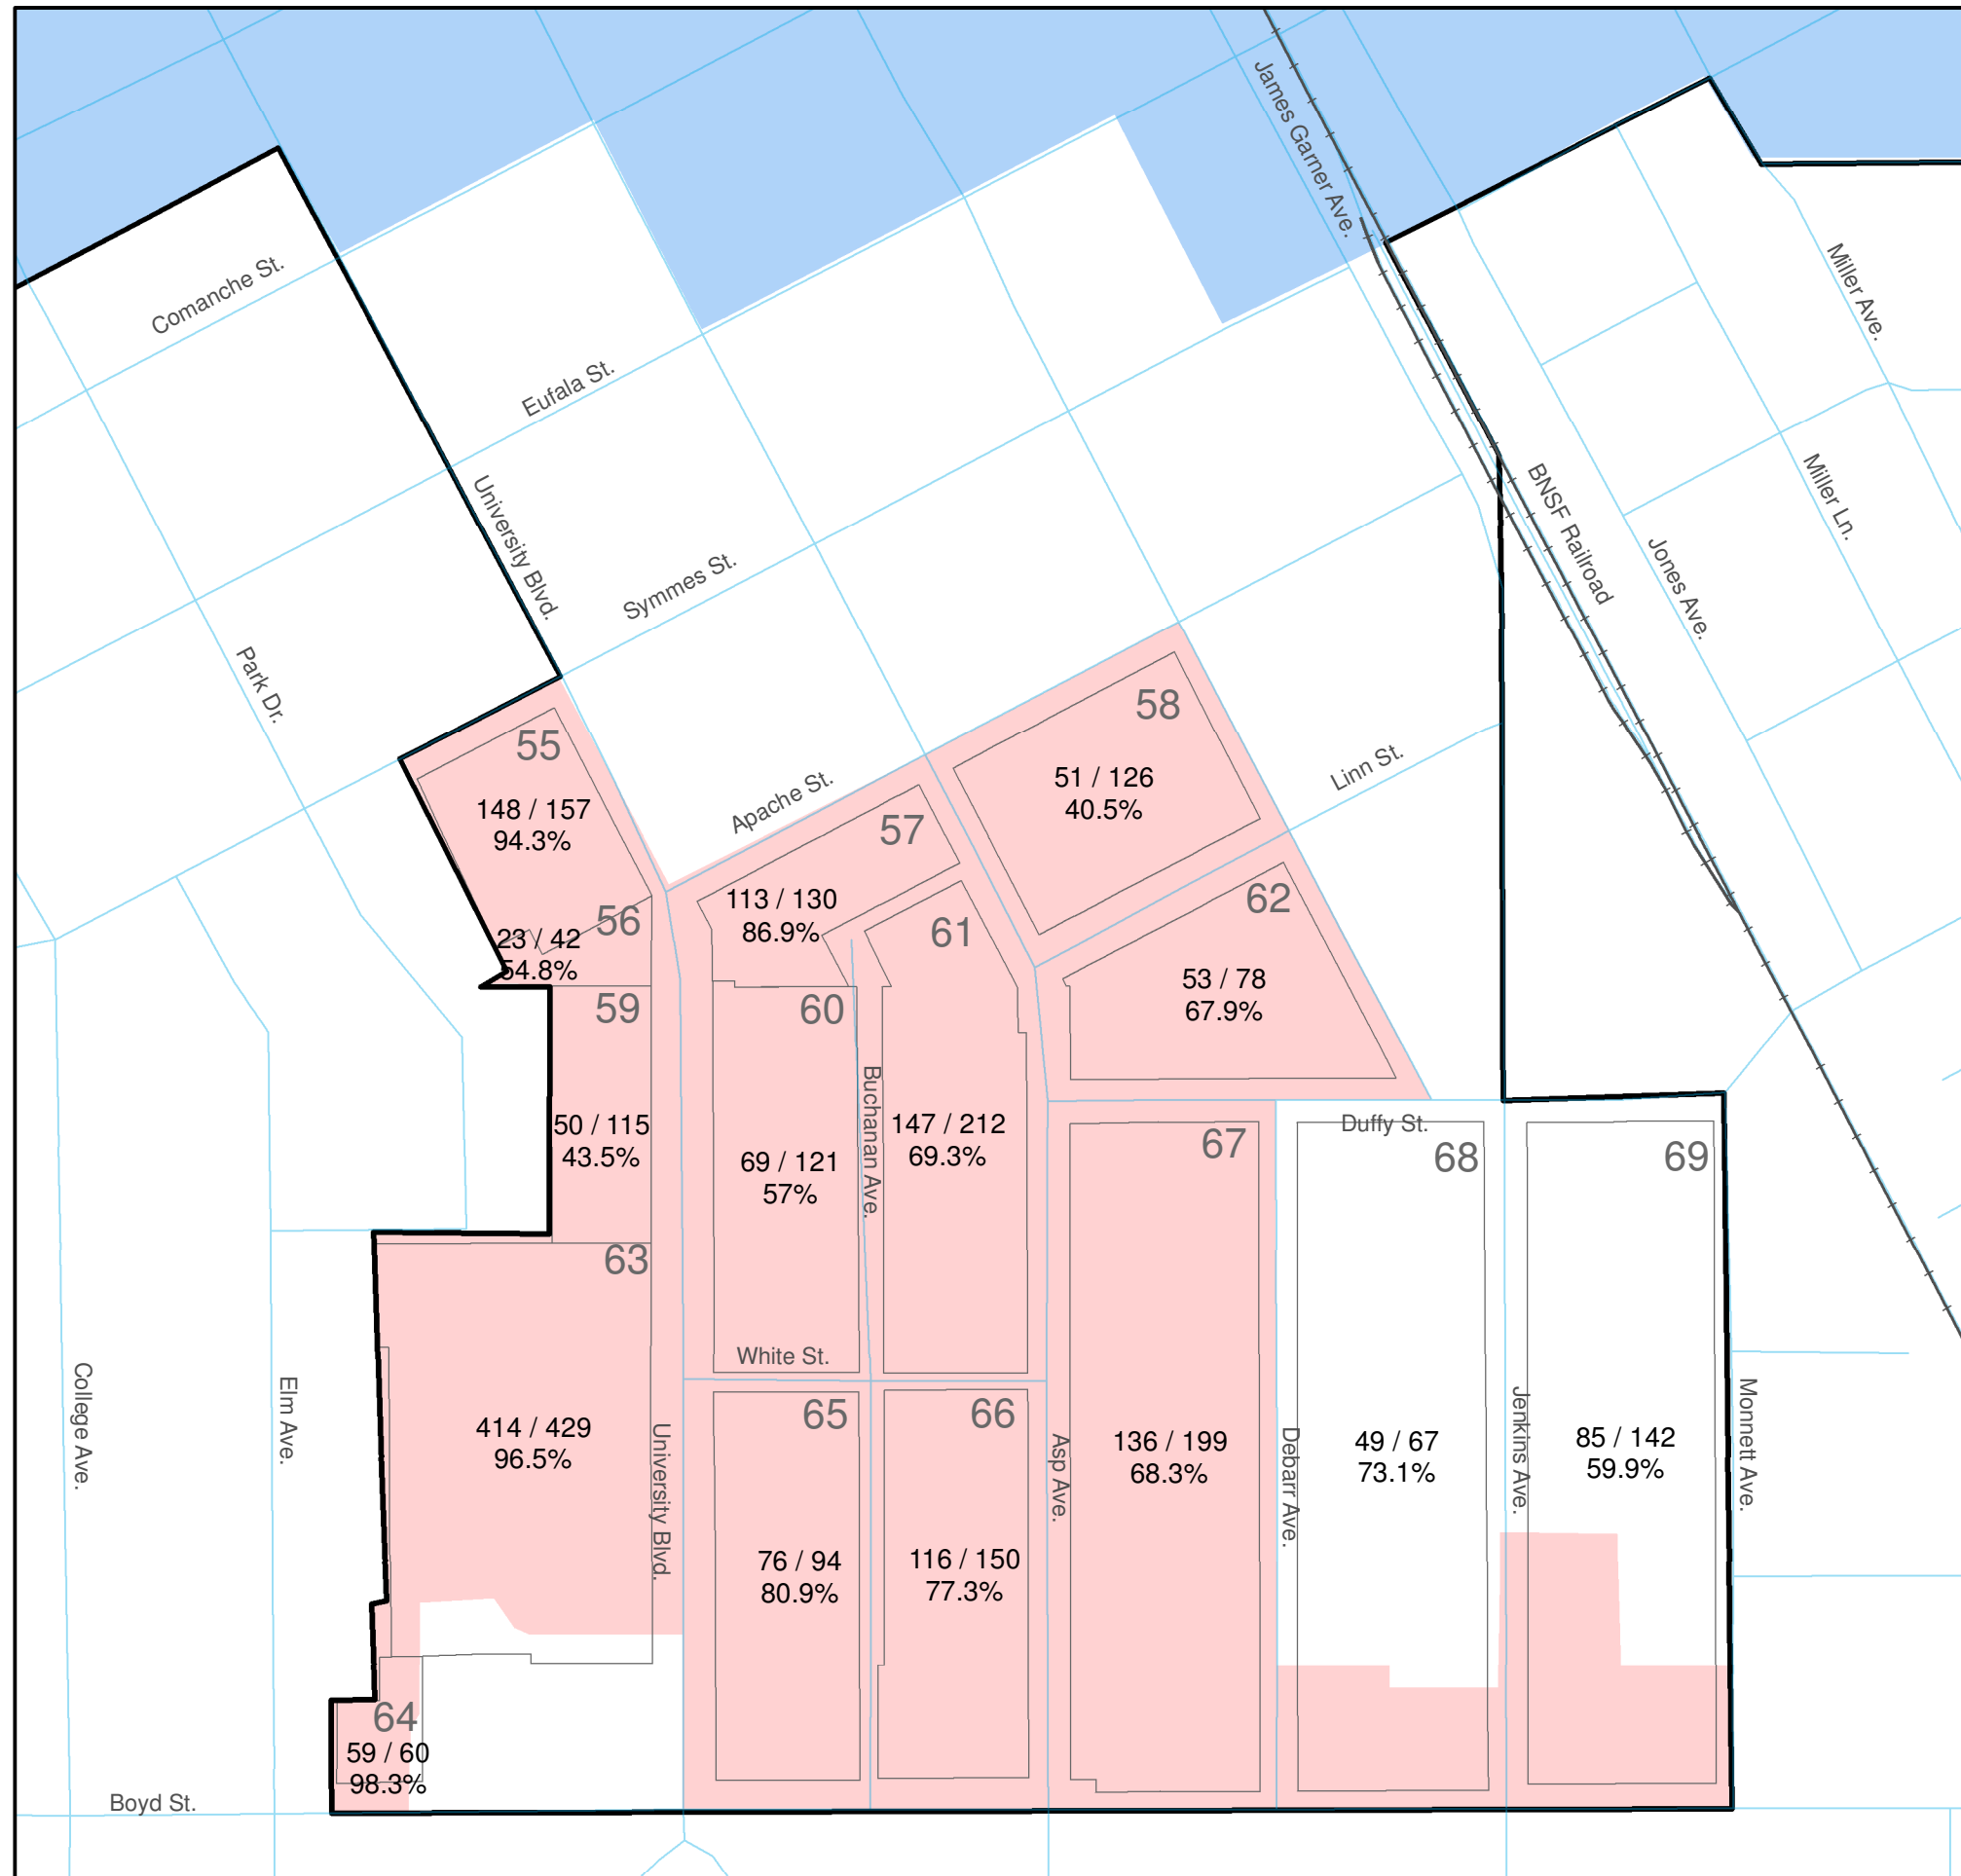 James Garner Ave.
Comanche St.
Miller Ave.
Eufala St.
University Blvd.
BNSF Railroad
Miller Ln.
Jones Ave.
Symmes St.
Park Dr.
55
148 / 157
94.3%
58
51 / 126
40.5%
Linn St.
Apache St.
57
113 / 130
86.9%
56
23 / 42
54.8%
61
147 / 212
69.3%
62
53 / 78
67.9%
59
50 / 115
43.5%
60
69 / 121
57%
Buchanan Ave.
Duffy St.
67
136 / 199
68.3%
68
49 / 67
73.1%
69
85 / 142
59.9%
63
414 / 429
96.5%
White St.
65
76 / 94
80.9%
66
116 / 150
77.3%
College Ave.
Elm Ave.
University Blvd.
Asp Ave.
Debarr Ave.
Jenkins Ave.
Monnett Ave.
64
59 / 60
98.3%
Boyd St.